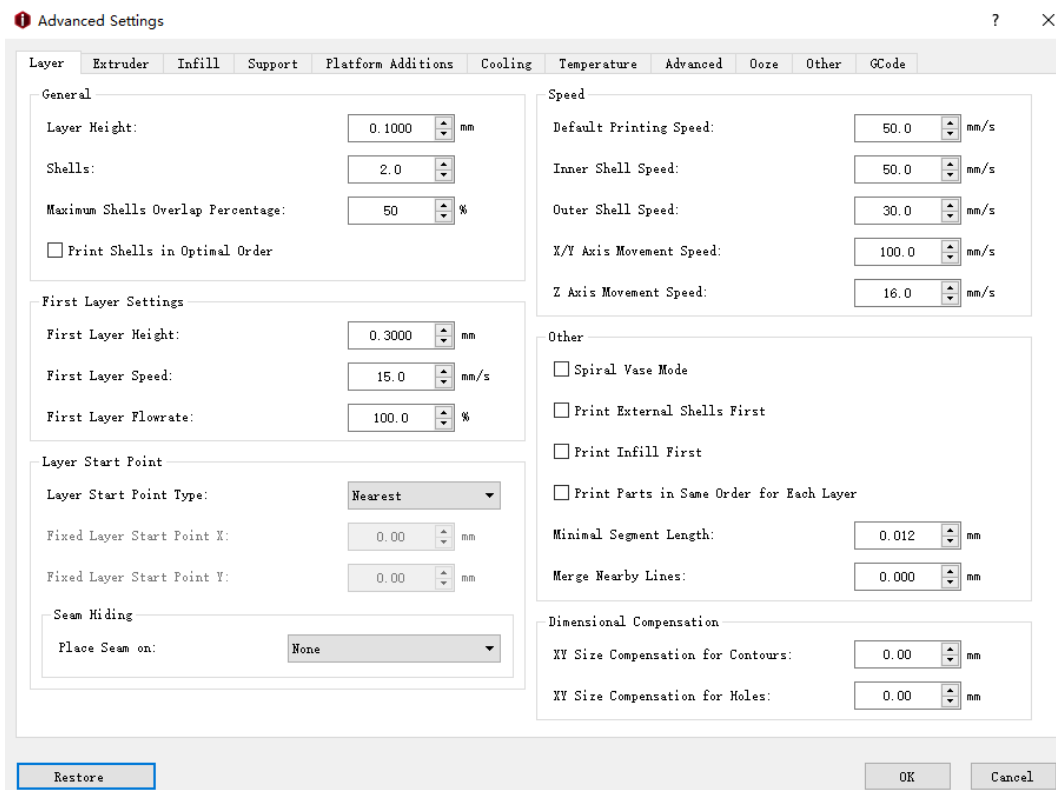 Advanced Settings
Layer Extruder Infill Support Platform Additions Cooling Temperature Advanced Ooze Other GCode
General
Layer Height: 0.1000 mm
Shells: 2.0
Maximum Shells Overlap Percentage: 50 %
Print Shells in Optimal Order
First Layer Settings
First Layer Height: 0.3000 mm
First Layer Speed: 15.0 mm/s
First Layer Flowrate: 100.0 %
Layer Start Point
Layer Start Point Type: Nearest
Fixed Layer Start Point X: 0.00 mm
Fixed Layer Start Point Y: 0.00 mm
Seam Hiding
Place Seam on: None
Speed
Default Printing Speed: 50.0 mm/s
Inner Shell Speed: 50.0 mm/s
Outer Shell Speed: 30.0 mm/s
X/Y Axis Movement Speed: 100.0 mm/s
Z Axis Movement Speed: 16.0 mm/s
Other
Spiral Vase Mode
Print External Shells First
Print Infill First
Print Parts in Same Order for Each Layer
Minimal Segment Length: 0.012 mm
Merge Nearby Lines: 0.000 mm
Dimensional Compensation
XY Size Compensation for Contours: 0.00 mm
XY Size Compensation for Holes: 0.00 mm
Restore OK Cancel